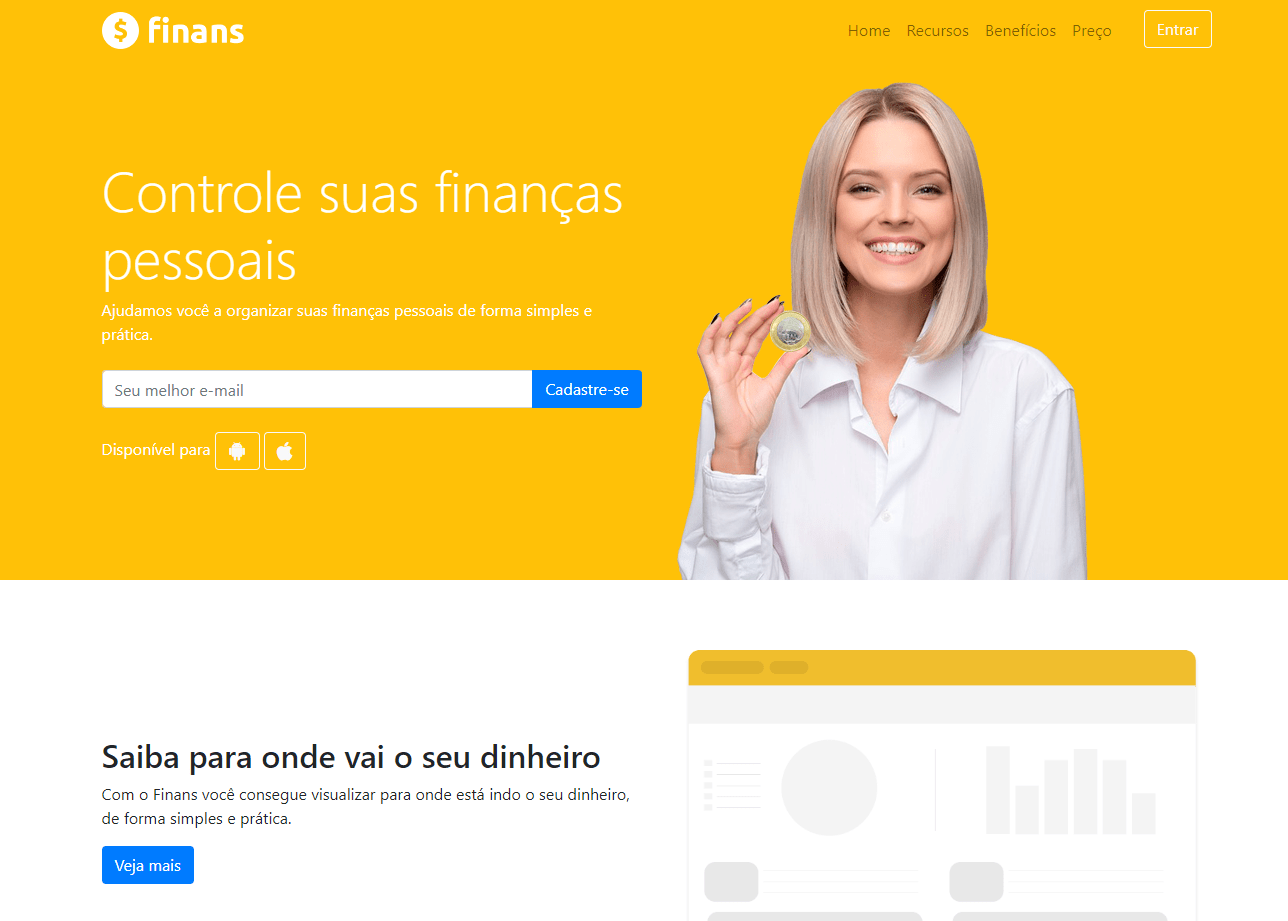 finans
Home Recursos Benefícios Preço Entrar
Controle suas finanças
pessoais
Ajudamos você a organizar suas finanças pessoais de forma simples e
prática.
Seu melhor e-mail Cadastre-se
Disponível para
Saiba para onde vai o seu dinheiro
Com o Finans você consegue visualizar para onde está indo o seu dinheiro,
de forma simples e prática.
Veja mais